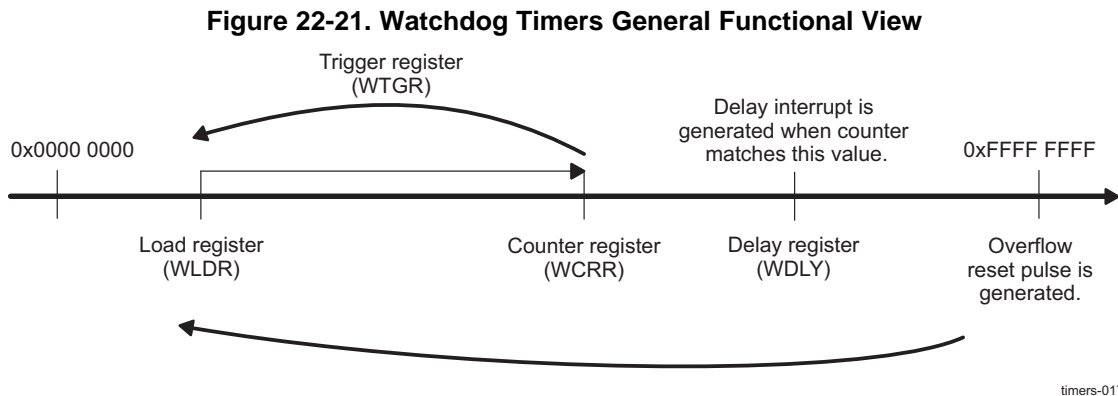 Figure 22-21. Watchdog Timers General Functional View
Trigger register
(WTGR)
Delay interrupt is
generated when counter
matches this value.
0x0000 0000
0xFFFF FFFF
Load register
(WLDR)
Counter register
(WCRR)
Delay register
(WDLY)
Overflow
reset pulse is
generated.